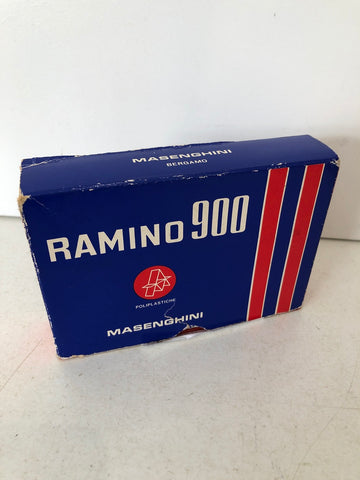 MASENGHINI
BERGAMO
RAMINO 900
POLIPLASTICHE
MASENGHINI